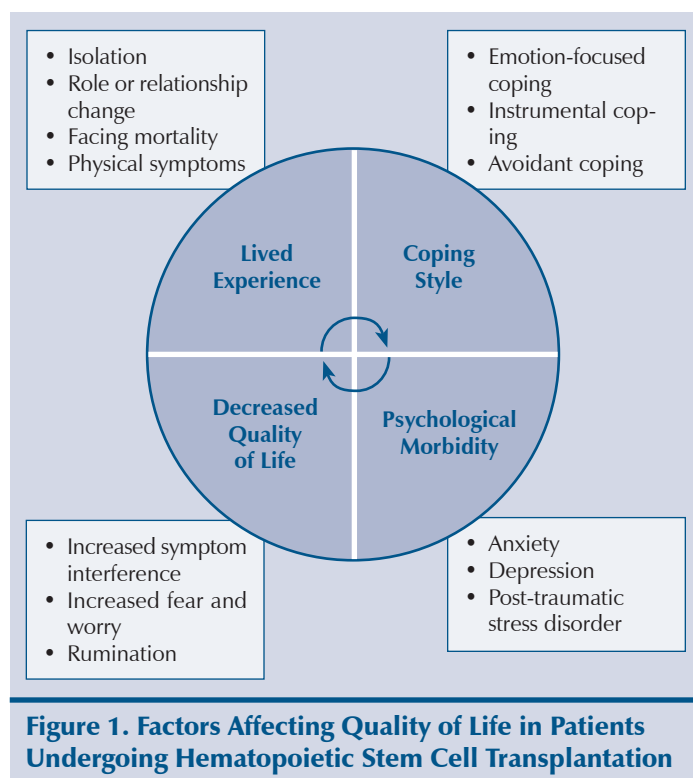 • Isolation
• Role or relationship
change
• Facing mortality
• Physical symptoms
• Emotion-focused
coping
• Instrumental cop-
ing
• Avoidant coping
Lived
Experience
Coping
Style
Decreased
Quality
of Life
Psychological
Morbidity
• Increased symptom
interference
• Increased fear and
worry
• Rumination
• Anxiety
• Depression
• Post-traumatic
stress disorder
Figure 1. Factors Affecting Quality of Life in Patients
Undergoing Hematopoietic Stem Cell Transplantation